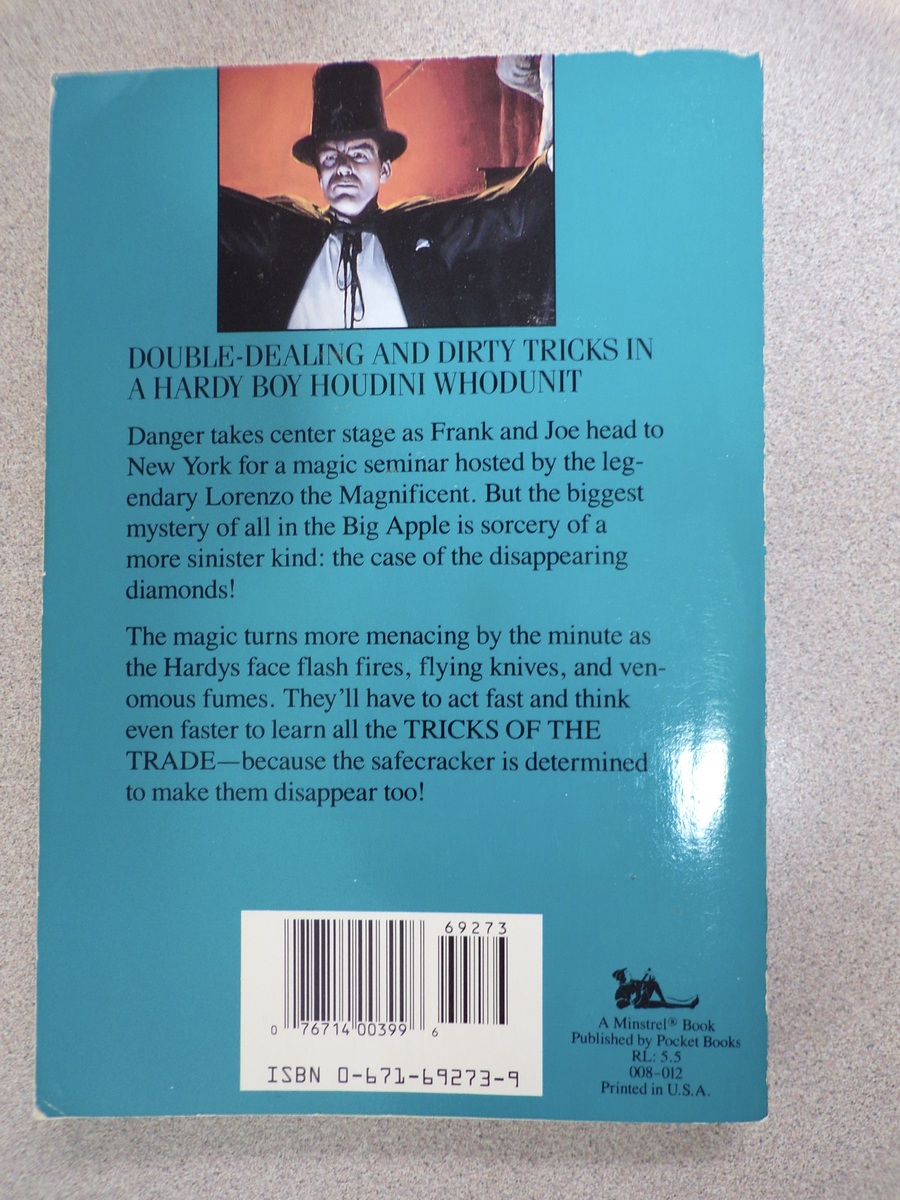 DOUBLE-DEALING AND DIRTY TRICKS IN
A HARDY BOY HOUDINI WHODUNIT
Danger takes center stage as Frank and Joe head to
New York for a magic seminar hosted by the leg-
endary Lorenzo the Magnificent. But the biggest
mystery of all in the Big Apple is sorcery of a
more sinister kind: the case of the disappearing
diamonds!
The magic turns more menacing by the minute as
the Hardys face flash fires, flying knives, and ven-
omous fumes. They'll have to act fast and think
even faster to learn all the TRICKS OF THE
TRADE—because the safecracker is determined
to make them disappear too!
69273
0 76714 00399 6
ISBN 0-671-69273-9
A Minstrel® Book
Published by Pocket Books
RL: 5.5
008-012
Printed in U.S.A.